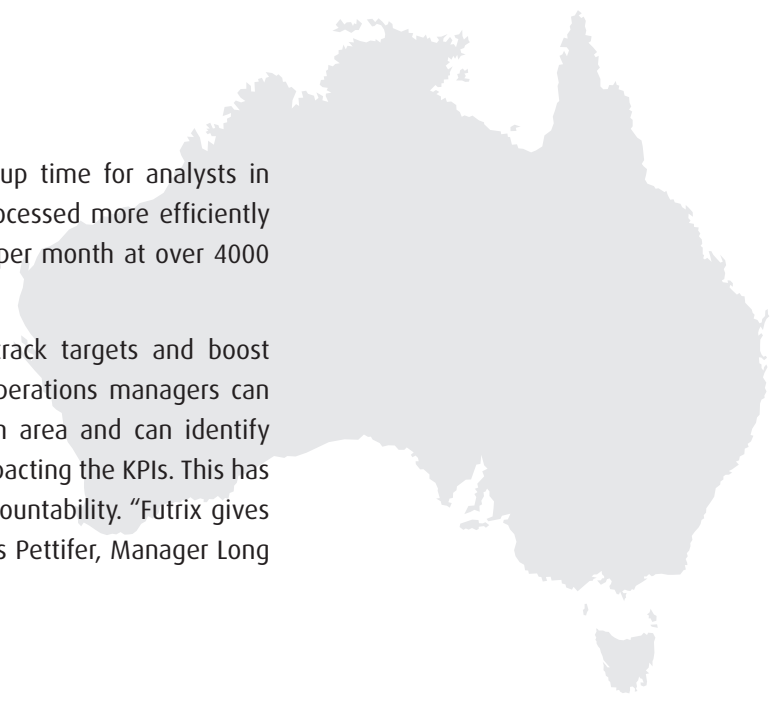 up time for analysts in
ocessed more efficiently
per month at over 4000
rack targets and boost
perations managers can
n area and can identify
pacting the KPIs. This has
ountability. “Futrix gives
s Pettifer, Manager Long